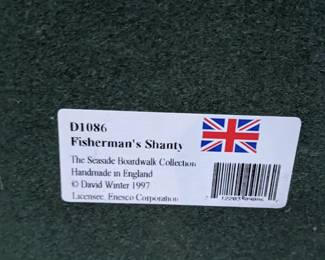 D1086
Fisherman's Shanty
The Seaside Boardwalk Collection
Handmade in England
© David Winter 1997
Licensee, Enesco Corporation